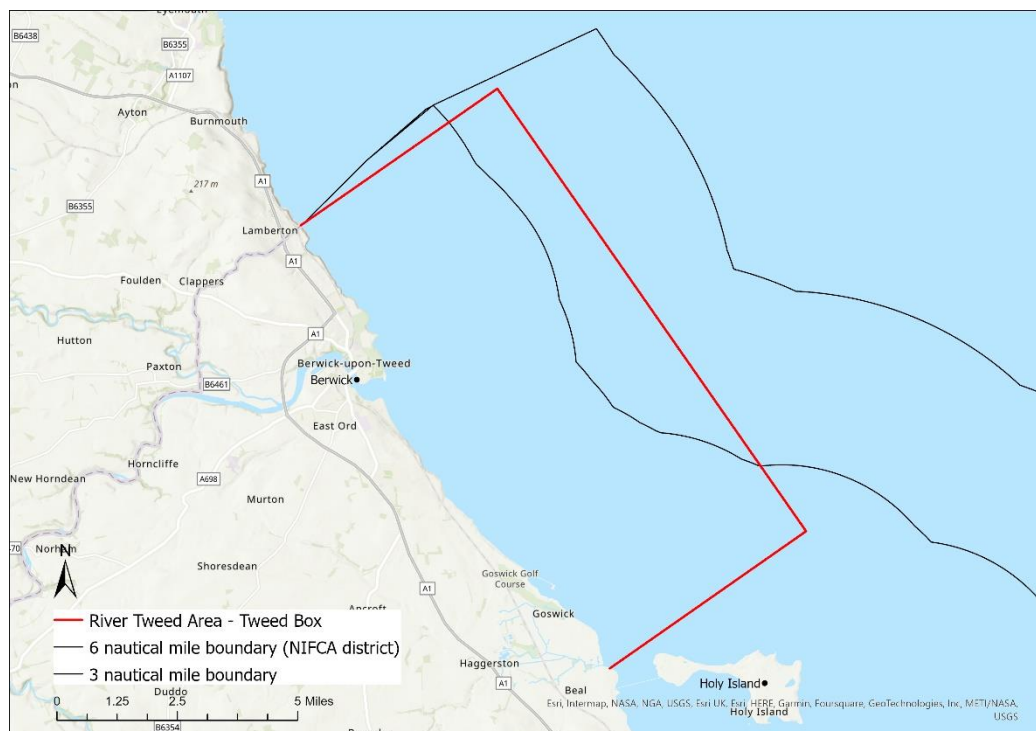 Eyemouth
B6438
B6355
A1107
Ayton
Burnmouth
A1
217 m
B6355
Lamberton
A1
Foulden
Clappers
Hutton
A1
Paxton
Berwick-upon-Tweed
Berwick
B6461
East Ord
Horncliffe
New Horndean
A698
Murton
70
Norham
N
Shoresdean
Goswick Golf
Course
A1
Ancroft
Goswick
River Tweed Area - Tweed Box
6 nautical mile boundary (NIFCA district)
3 nautical mile boundary
Haggerston
A1
Beal
Holy Island
Duddo
0 1.25 2.5 5 Miles
B6354
Esri, Intermap, NASA, NGA, USGS, Esri UK, Esri, HERE, Garmin, Foursquare, GeoTechnologies, Inc, METI/NASA,
USGS
Holy Island